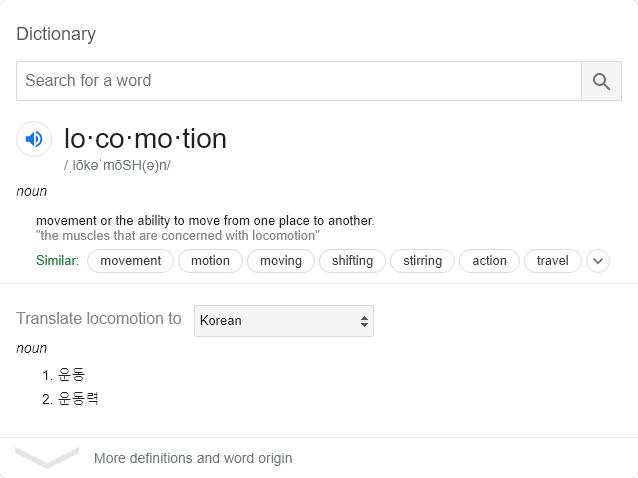 Dictionary
Search for a word
lo·co·mo·tion
/ˌlōkəˈmōSH(ə)n/
noun
movement or the ability to move from one place to another.
"the muscles that are concerned with locomotion"
Similar: movement motion moving shifting stirring action travel
Translate locomotion to Korean
noun
1. 운동
2. 운동력
More definitions and word origin